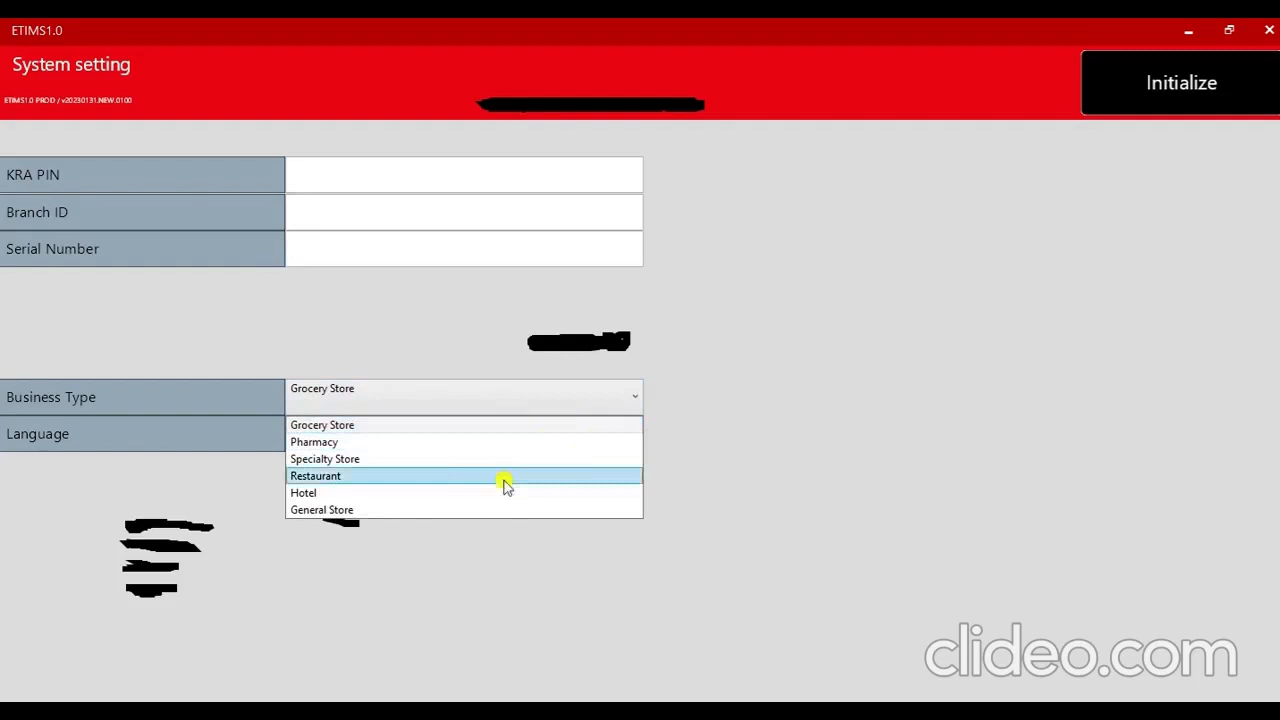 ETIMS1.0
System setting
Initialize
ETIMS1.0 PROD / v20230131.NEW.0100
KRA PIN
Branch ID
Serial Number
Business Type
Grocery Store
Language
Grocery Store
Pharmacy
Specialty Store
Restaurant
Hotel
General Store
clideo.com